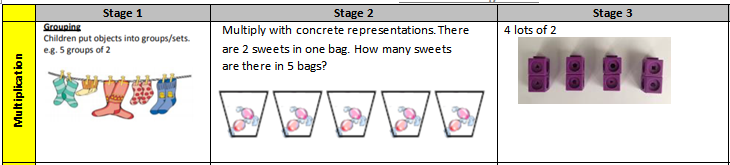 Stage 1
Stage 2
Stage 3
Multiplication
Grouping
Children put objects into groups/sets.
e.g. 5 groups of 2
Multiply with concrete representations. There
are 2 sweets in one bag. How many sweets
are there in 5 bags?
4 lots of 2